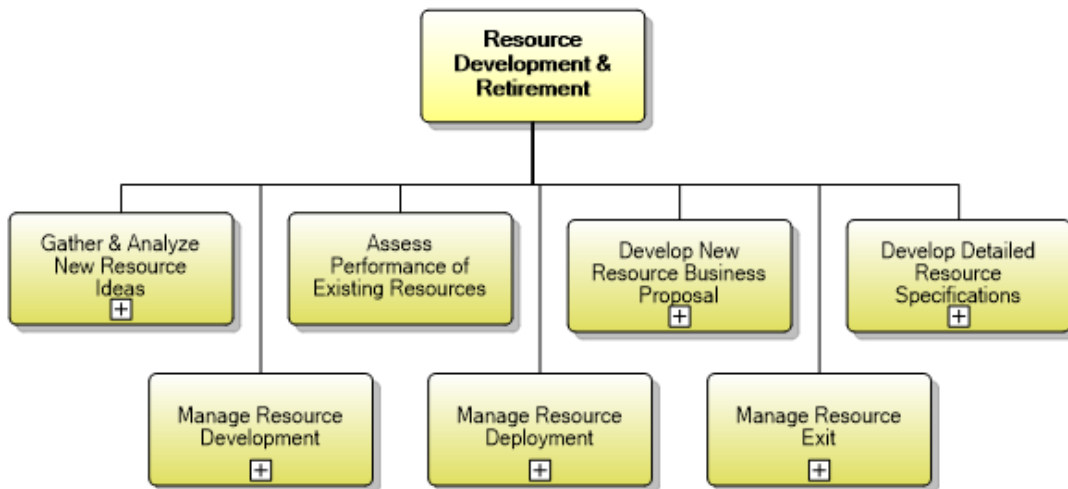 Resource
Development &
Retirement
Gather & Analyze
New Resource
Ideas
Assess
Performance of
Existing Resources
Develop New
Resource Business
Proposal
Develop Detailed
Resource
Specifications
Manage Resource
Development
Manage Resource
Deployment
Manage Resource
Exit